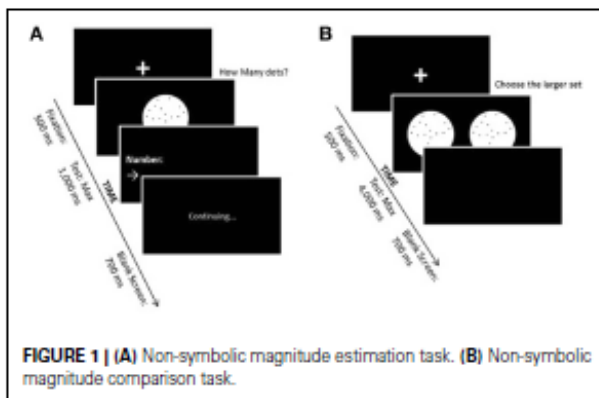 A
How Many dots?
Number:
Continuing...
Fixation:
500 ms
Test: Max
1,000 ms
TIME
Blank Screen:
700 ms
B
Choose the larger set
Fixation:
500 ms
Test: Max
4,000 ms
TIME
Blank Screen:
700 ms
FIGURE 1 | (A) Non-symbolic magnitude estimation task. (B) Non-symbolic
magnitude comparison task.